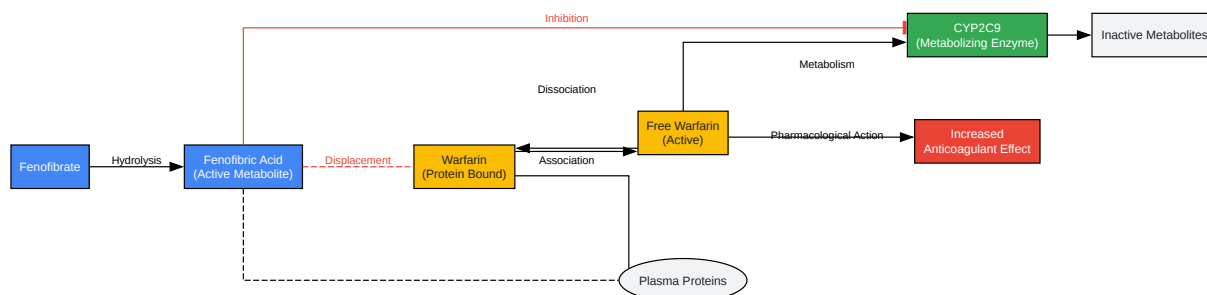 Inhibition
CYP2C9
(Metabolizing Enzyme)
Inactive Metabolites
Metabolism
Dissociation
Free Warfarin
(Active)
Pharmacological Action
Increased
Anticoagulant Effect
Fenofibrate
Hydrolysis
Fenofibric Acid
(Active Metabolite)
Displacement
Warfarin
(Protein Bound)
Association
Plasma Proteins